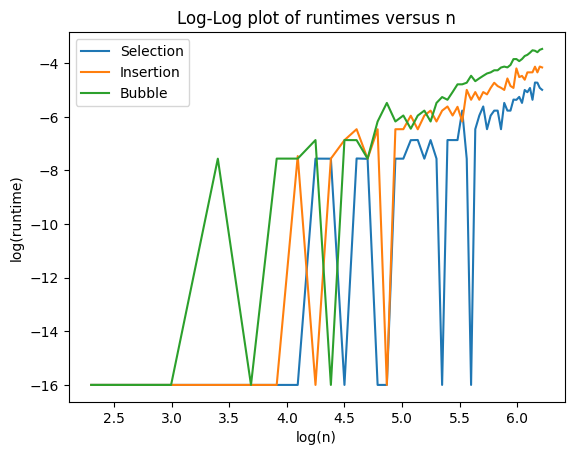 Log-Log plot of runtimes versus n
Selection
Insertion
Bubble
−4
−6
−8
−10
−12
−14
−16
log(runtime)
2.5 3.0 3.5 4.0 4.5 5.0 5.5 6.0
log(n)